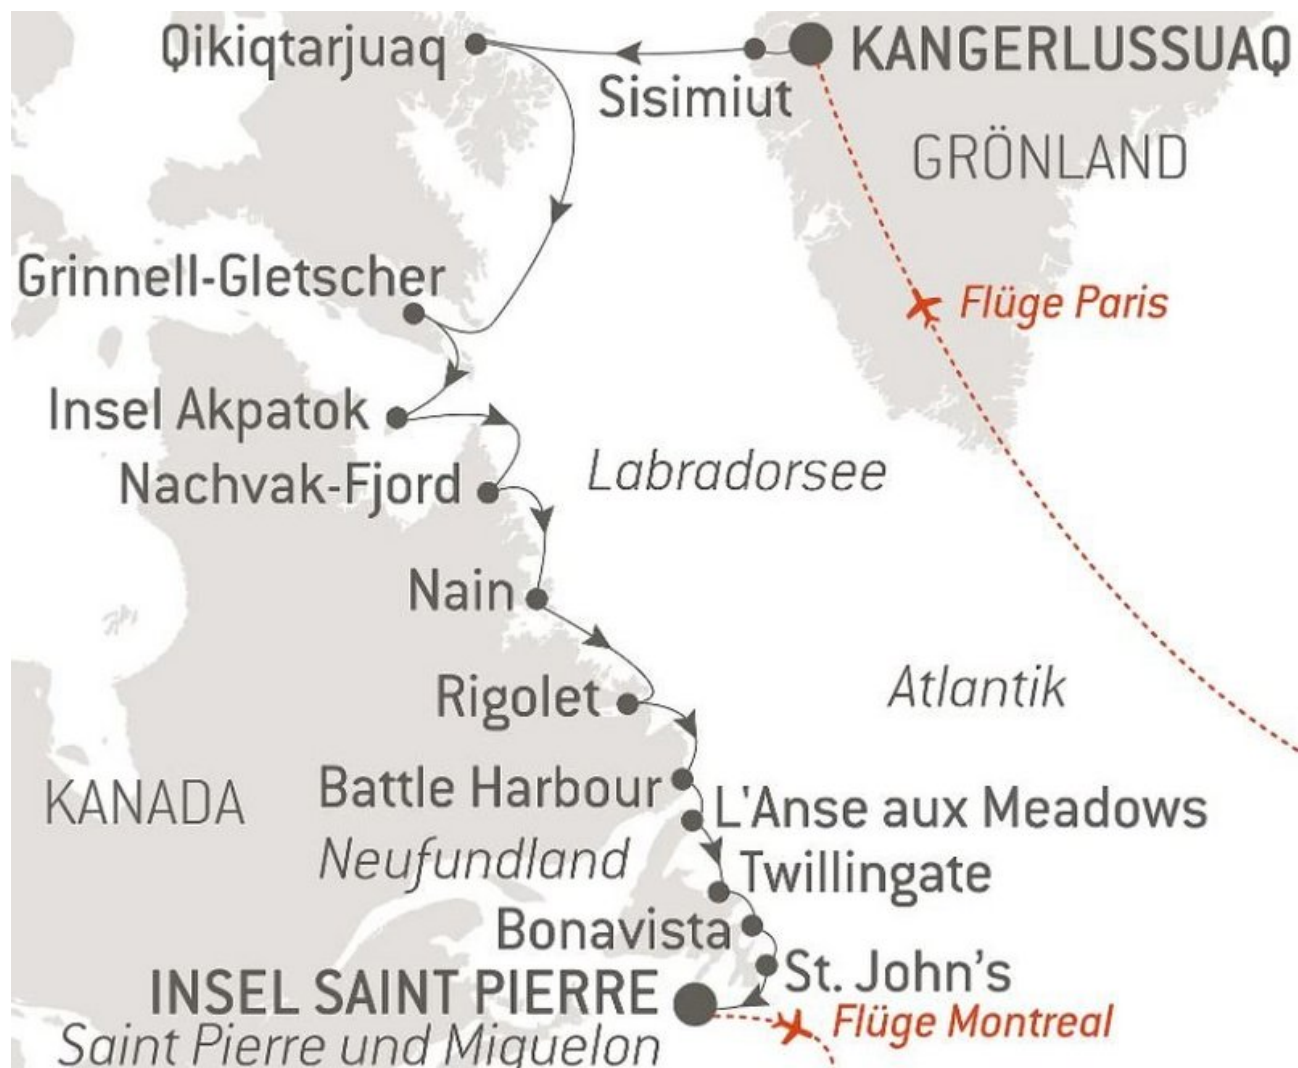 Qikiqtarjuaq
KANGERLUSSUAQ
Sisimiut
GRÖNLAND
Grinnell-Gletscher
Flüge Paris
Insel Akpatok
Labradorsee
Nachvak-Fjord
Nain
Atlantik
Rigolet
Battle Harbour
KANADA
L'Anse aux Meadows
Neufundland
Twillingate
Bonavista
St. John's
INSEL SAINT PIERRE
Flüge Montreal
Saint Pierre und Miquelon